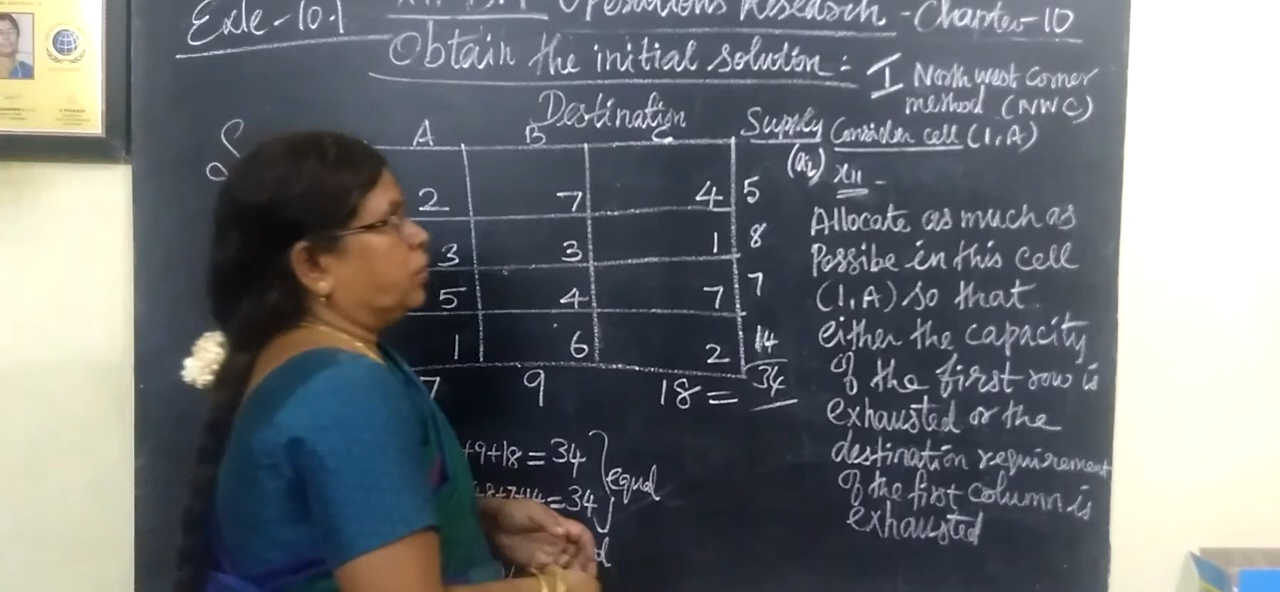 Exle-10.1
Operations Research - Chapter-10
Obtain the initial solution:
I North west Corner
method (NWC)
Destination
A B C Supply
(ai)
Consider cell (1,A)
x11 -
2 7 4 5
3 3 1 8
5 4 7 7
1 6 2 14
7 9 18 = 34
+9+18 = 34
+8+7+14 = 34
equal
Allocate as much as
Possibe in this cell
(1,A) so that
either the capacity
of the first row is
exhausted or the
destination requirement
of the first column is
exhausted